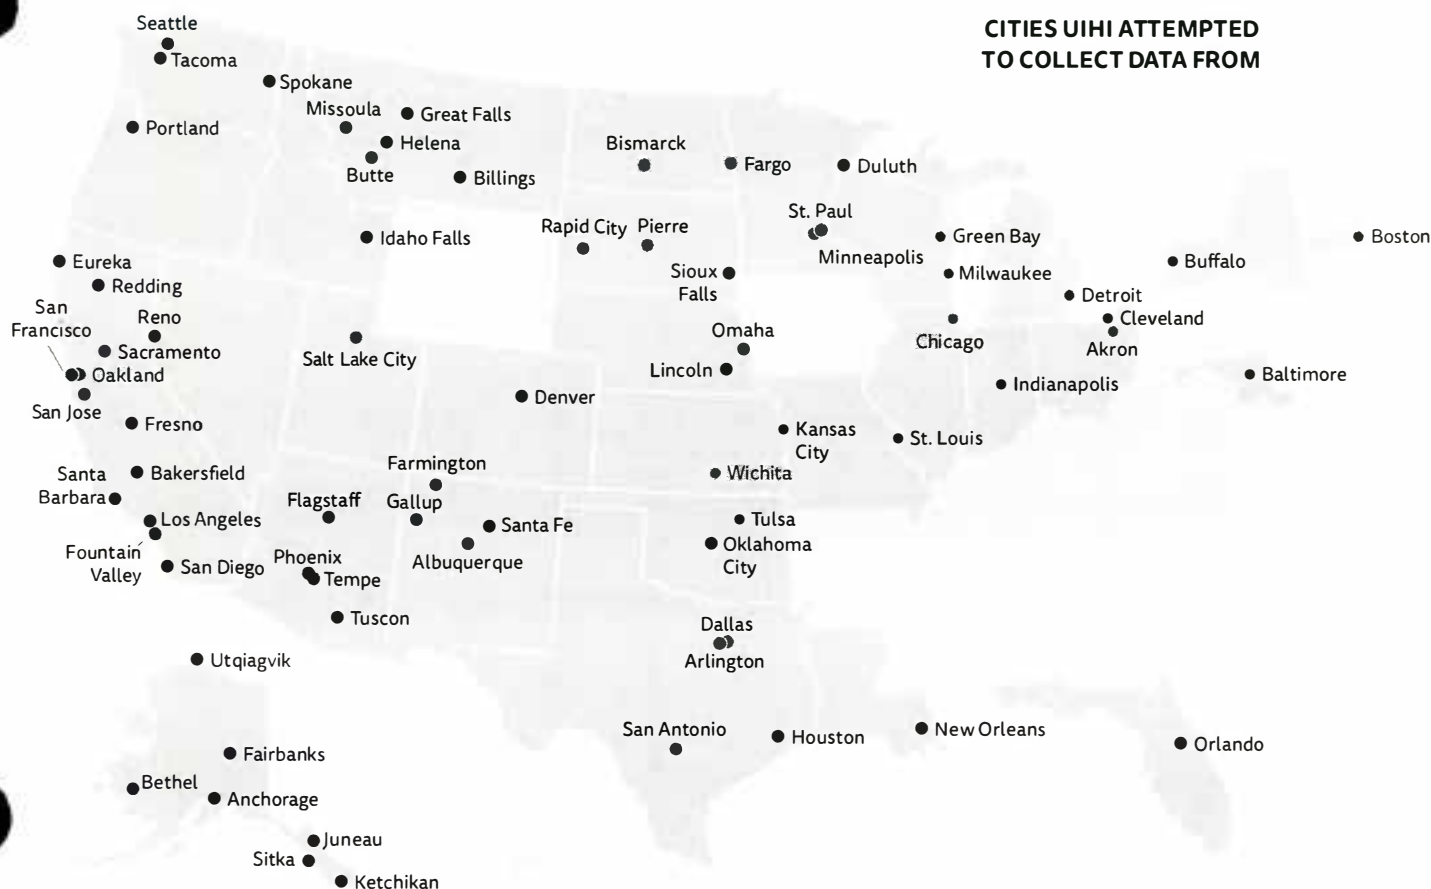 CITIES UIHI ATTEMPTED
TO COLLECT DATA FROM
Seattle
Tacoma
Spokane
Missoula
Great Falls
Portland
Helena
Butte
Billings
Bismarck
Fargo
Duluth
Idaho Falls
Rapid City
Pierre
St. Paul
Minneapolis
Green Bay
Boston
Eureka
Redding
Sioux
Falls
Milwaukee
Buffalo
Detroit
San
Francisco
Reno
Sacramento
Salt Lake City
Omaha
Chicago
Cleveland
Akron
Oakland
San Jose
Lincoln
Indianapolis
Baltimore
Denver
Fresno
Kansas
City
St. Louis
Santa
Barbara
Bakersfield
Farmington
Wichita
Flagstaff
Gallup
Los Angeles
Santa Fe
Tulsa
Fountain
Valley
San Diego
Phoenix
Tempe
Albuquerque
Oklahoma
City
Tuscon
Dallas
Arlington
Utqiagvik
San Antonio
Houston
New Orleans
Orlando
Fairbanks
Bethel
Anchorage
Juneau
Sitka
Ketchikan